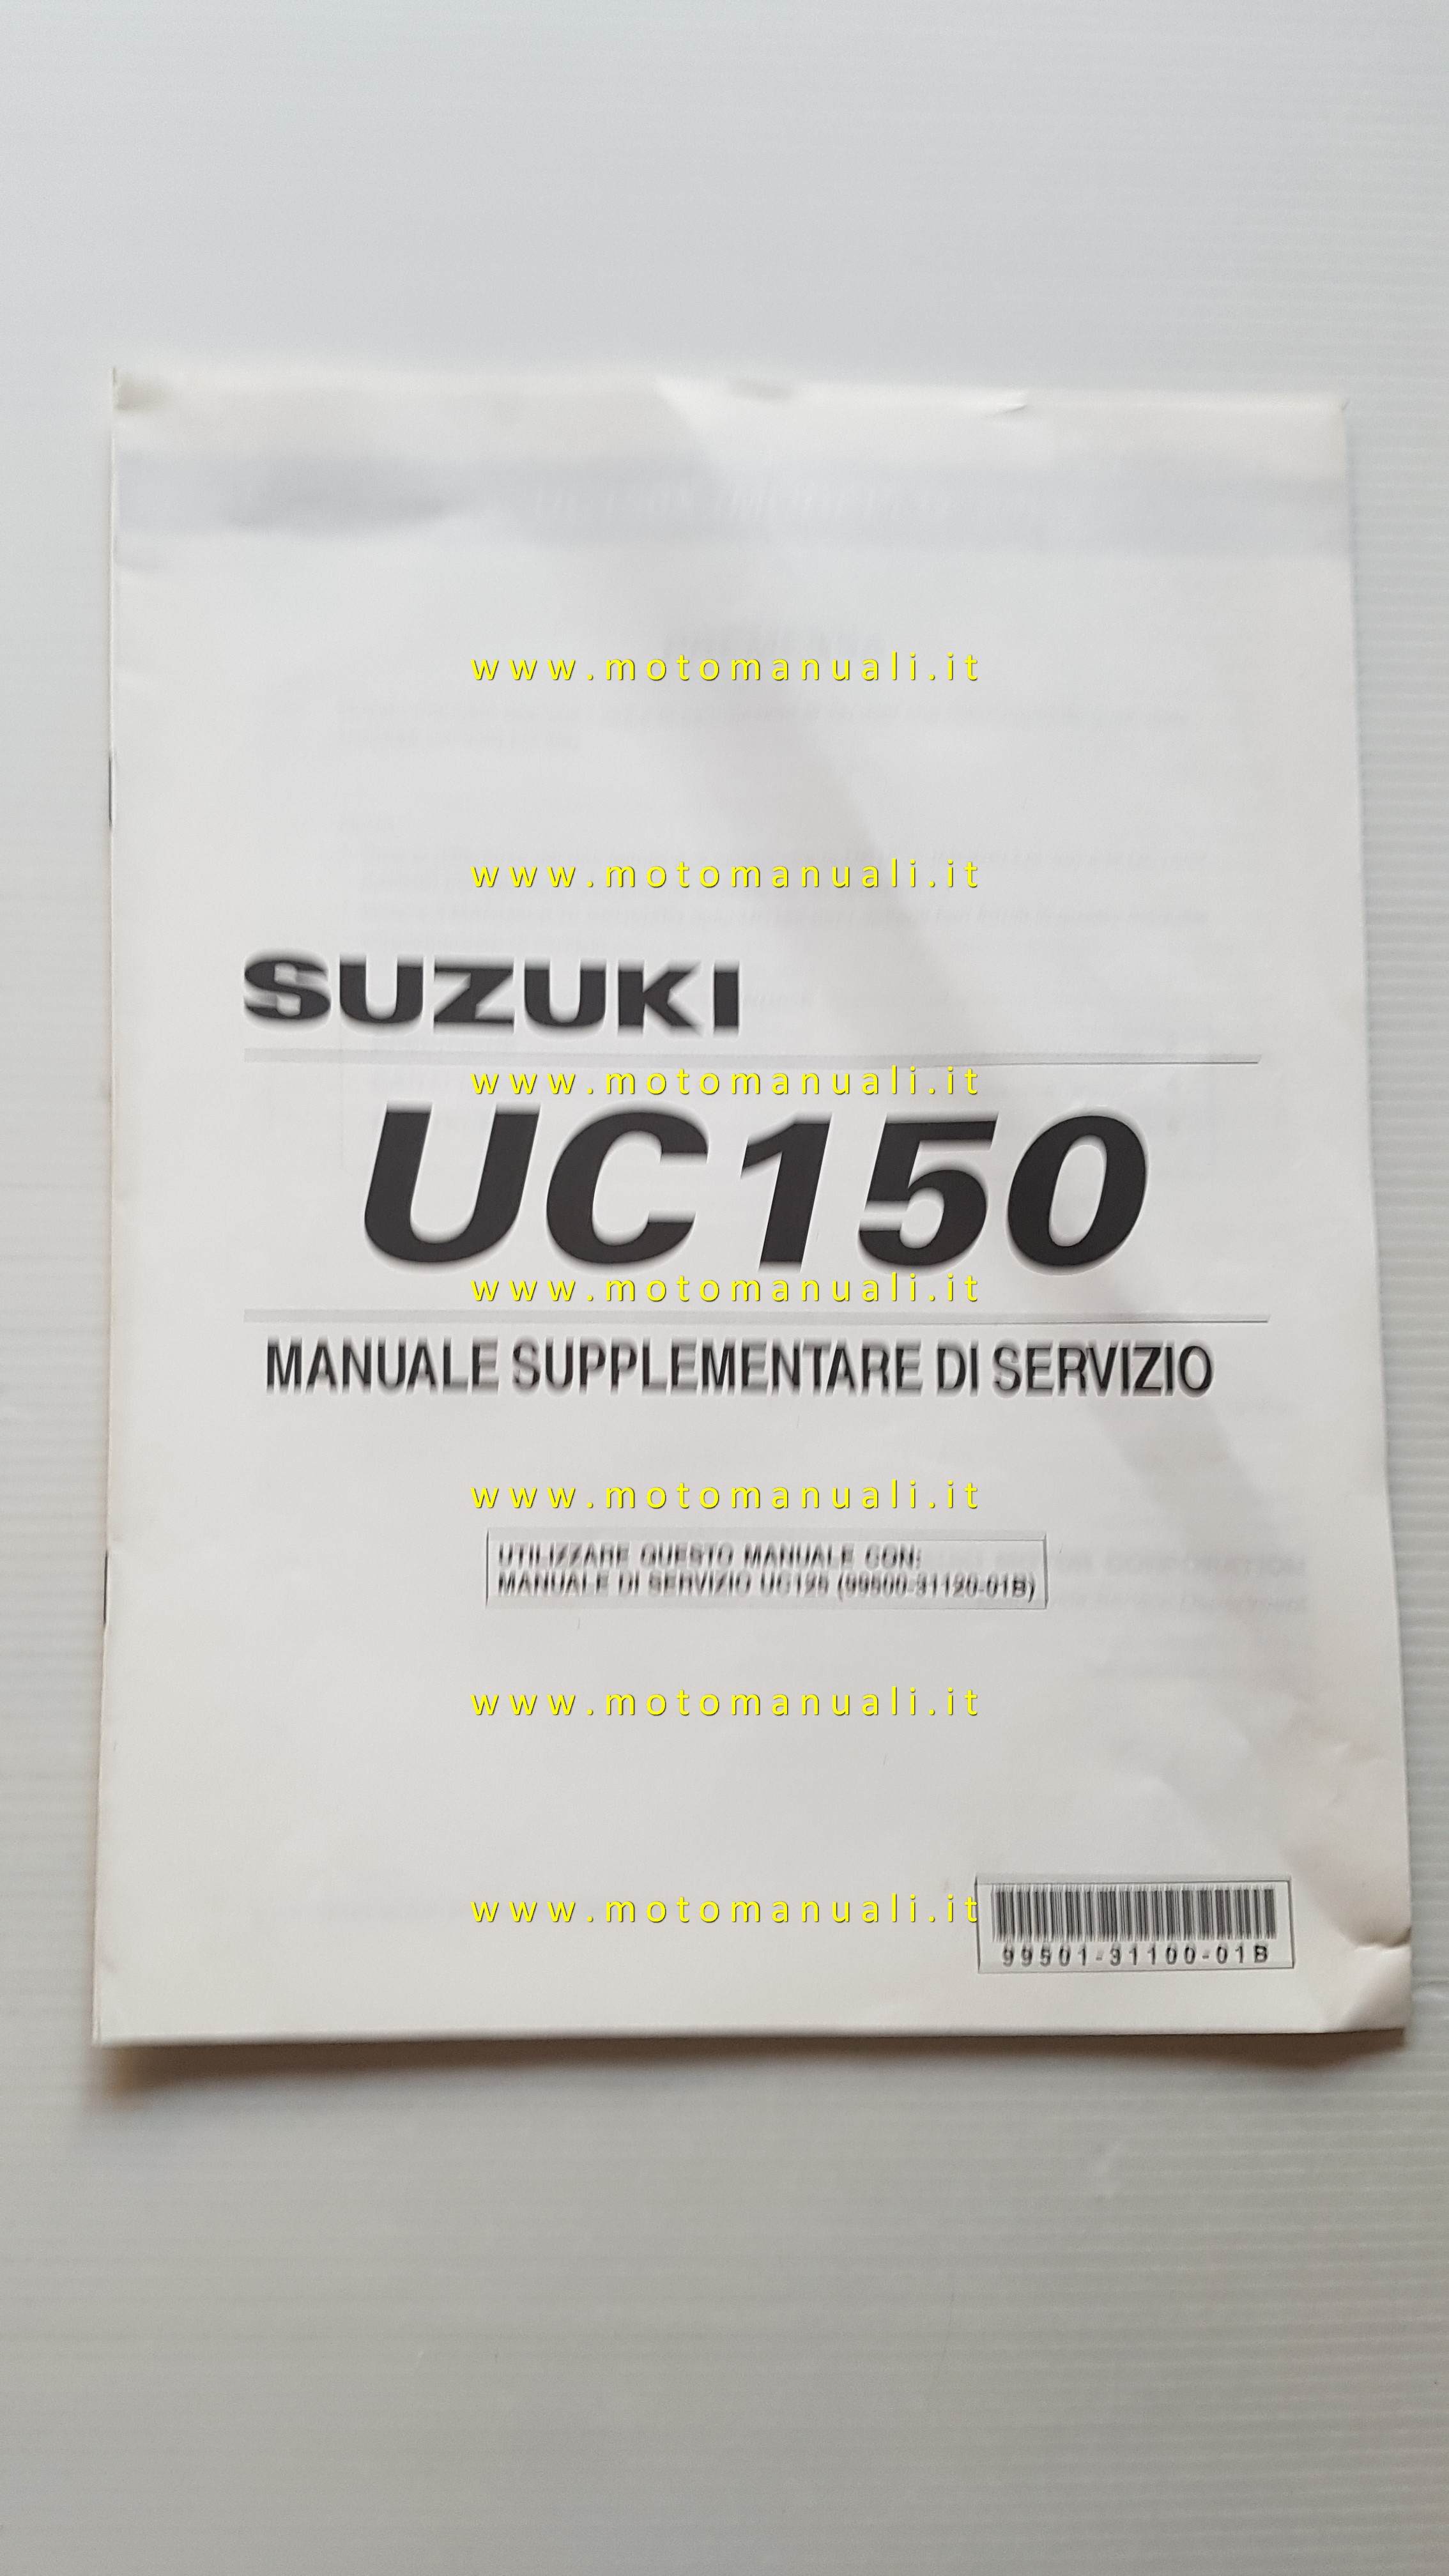 www.motomanuali.it
www.motomanuali.it
SUZUKI
www.motomanuali.it
UC150
www.motomanuali.it
MANUALE SUPPLEMENTARE DI SERVIZIO
www.motomanuali.it
UTILIZZARE QUESTO MANUALE CON:
MANUALE DI SERVIZIO UC125 (99500-31120-01B)
www.motomanuali.it
www.motomanuali.it
99501-31100-01B